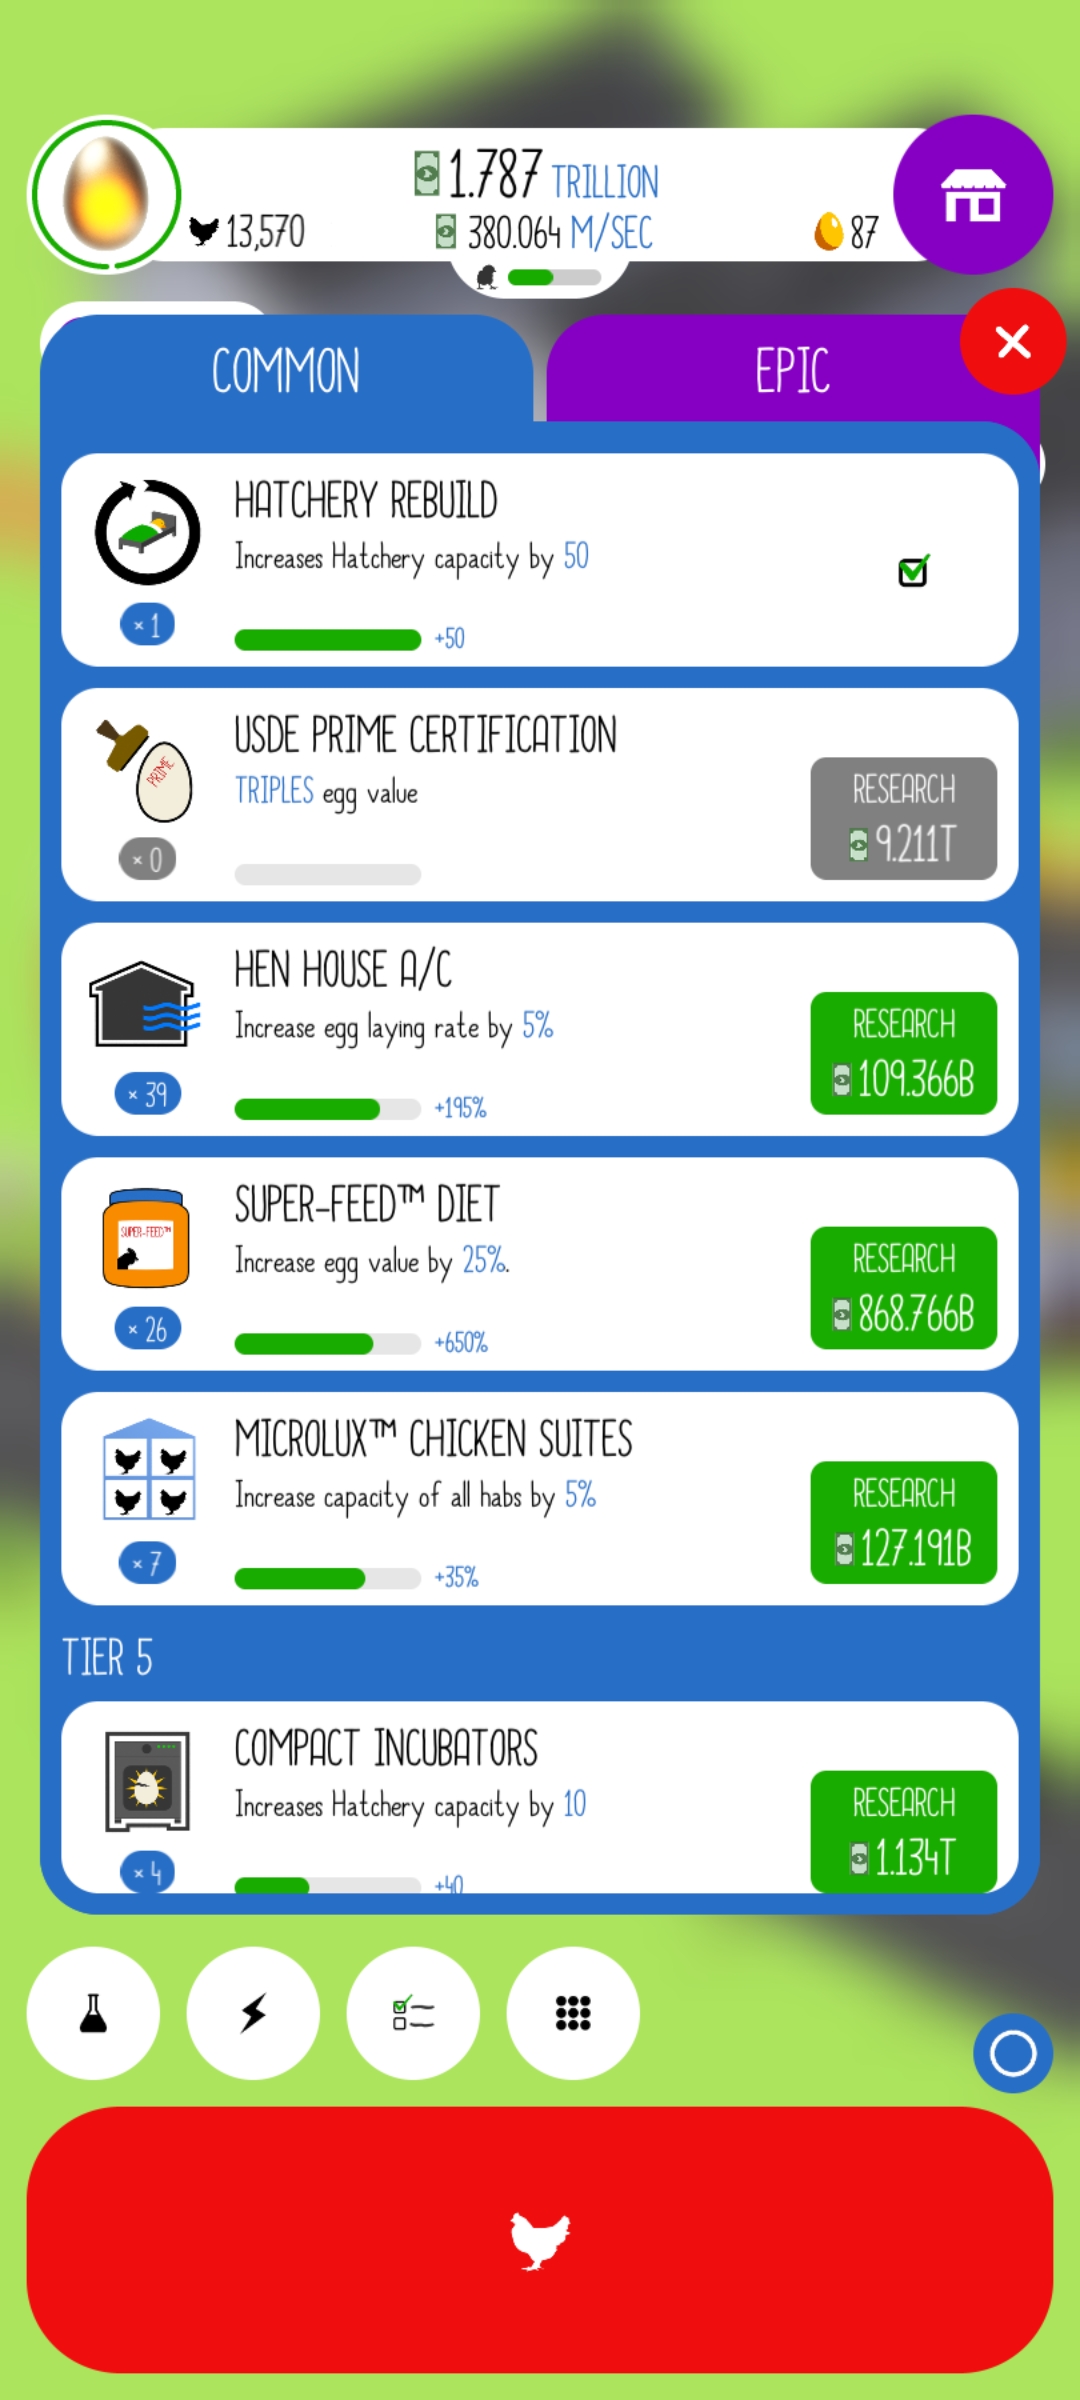 1.787 TRILLION
13,570
380.064 M/SEC
87
COMMON
EPIC
HATCHERY REBUILD
Increases Hatchery capacity by 50
× 1
+50
USDE PRIME CERTIFICATION
PRIME
TRIPLES egg value
RESEARCH
9.211T
× 0
HEN HOUSE A/C
Increase egg laying rate by 5%
RESEARCH
109.366B
× 39
+195%
SUPER-FEED™ DIET
SUPER-FEED™
Increase egg value by 25%.
RESEARCH
868.766B
× 26
+650%
MICROLUX™ CHICKEN SUITES
Increase capacity of all habs by 5%
RESEARCH
127.191B
× 7
+35%
TIER 5
COMPACT INCUBATORS
Increases Hatchery capacity by 10
RESEARCH
1.134T
× 4
+40